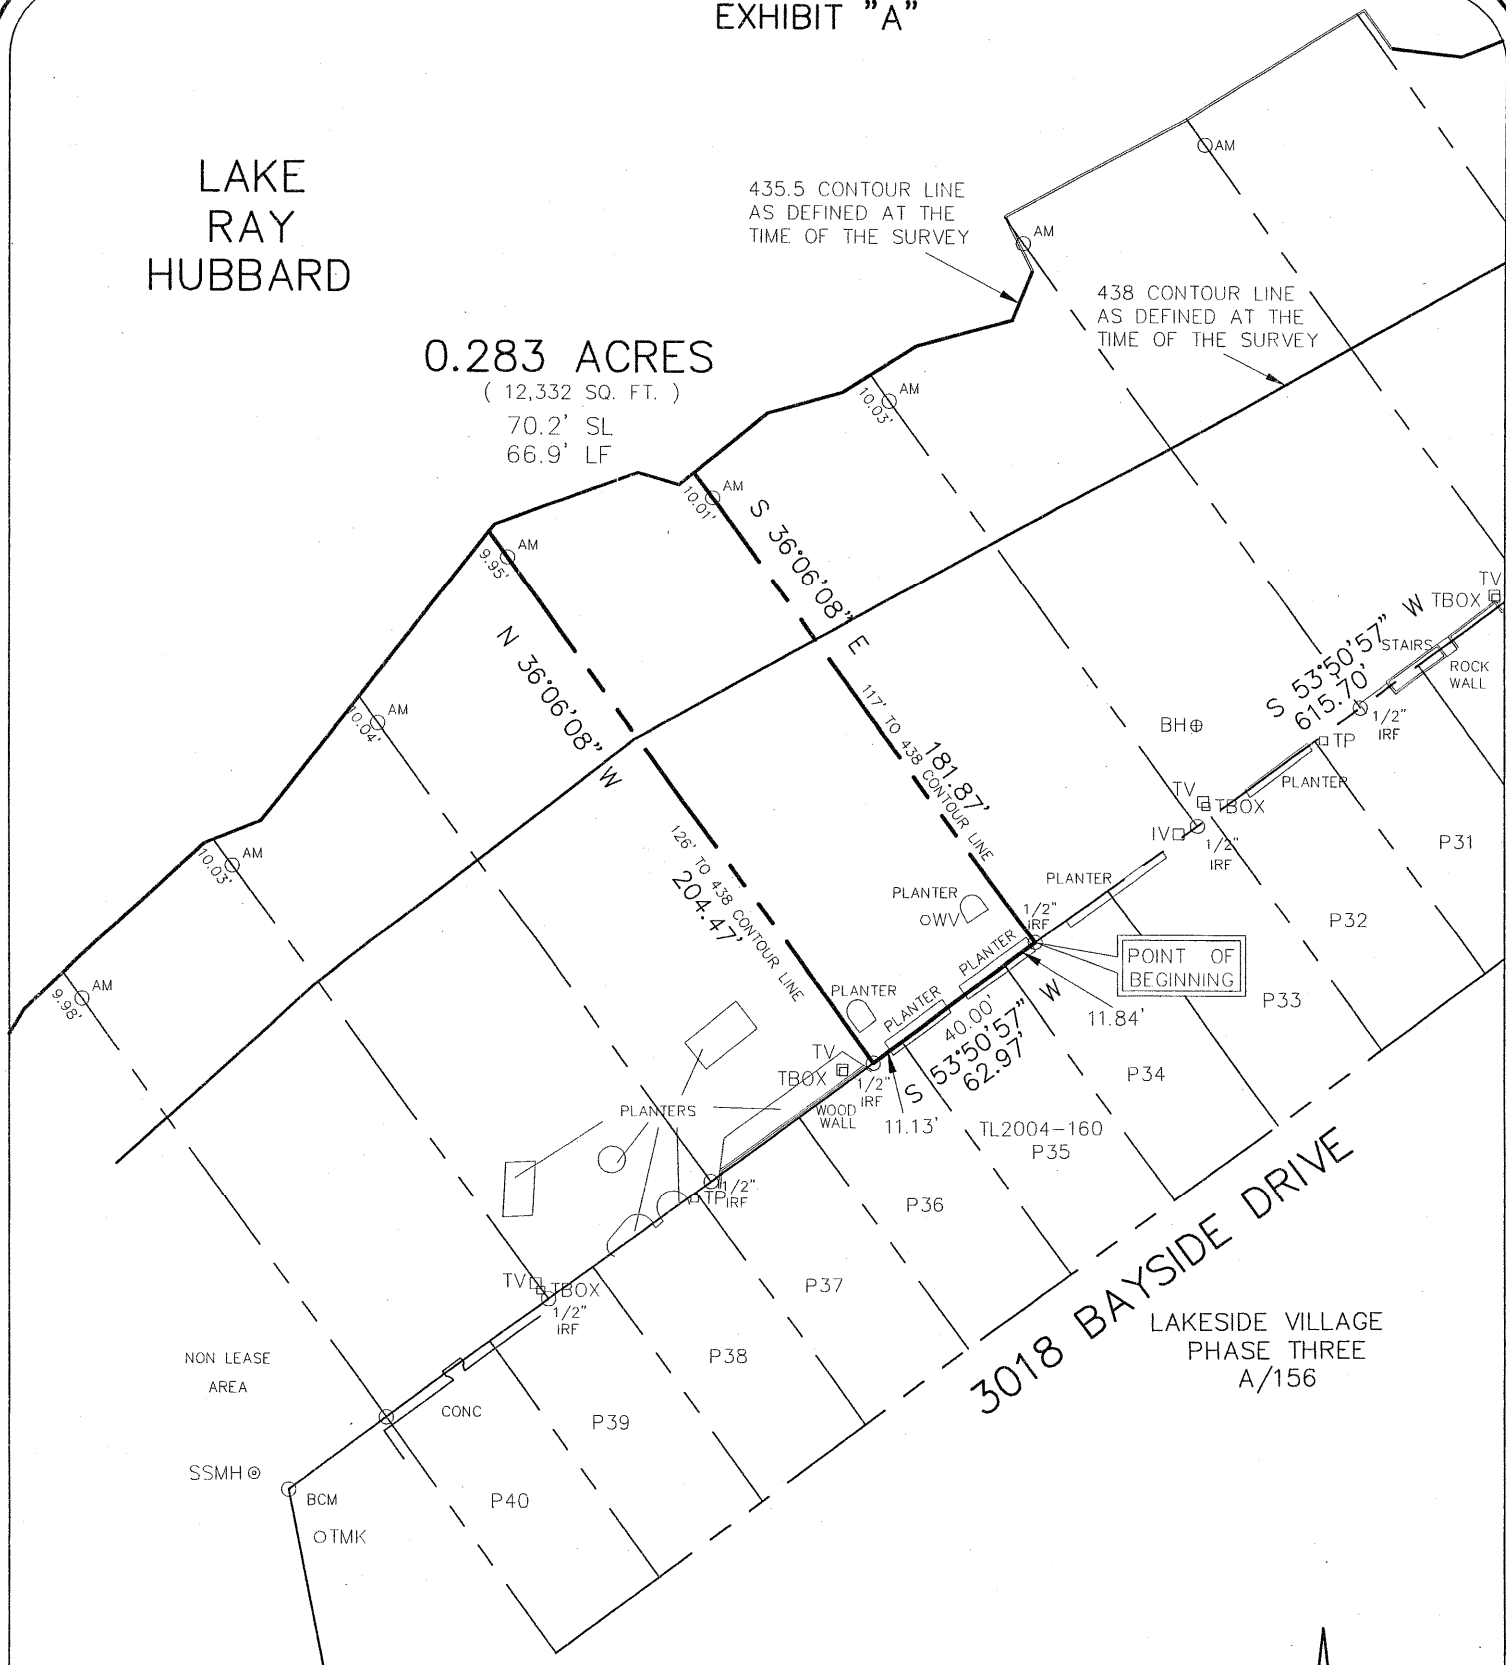 EXHIBIT "A"
LAKE
RAY
HUBBARD
435.5 CONTOUR LINE
AS DEFINED AT THE
TIME OF THE SURVEY
AM
AM
438 CONTOUR LINE
AS DEFINED AT THE
TIME OF THE SURVEY
0.283 ACRES
( 12,332 SQ. FT. )
70.2' SL
66.9' LF
AM
10.03'
AM
10.01'
AM
9.95'
S 36°06'08" E
N 36°06'08" W
AM
10.04'
AM
10.03'
AM
9.98'
117' TO 438 CONTOUR LINE
181.87'
126' TO 438 CONTOUR LINE
204.47'
TV
TBOX
S 53°50'57" W
615.70'
STAIRS
ROCK
WALL
1/2"
IRF
BH
TP
PLANTER
TV
TBOX
IV
1/2"
IRF
P31
PLANTER
PLANTER
WV
1/2"
IRF
P32
PLANTER
POINT OF
BEGINNING
P33
PLANTER
PLANTER
40.00'
S 53°50'57" W
62.97'
11.84'
P34
TV
TBOX
1/2"
IRF
WOOD
WALL
11.13'
PLANTERS
TL2004-160
P35
TP
1/2"
IRF
P36
P37
TV
TBOX
1/2"
IRF
3018 BAYSIDE DRIVE
LAKESIDE VILLAGE
PHASE THREE
A/156
NON LEASE
AREA
P38
CONC
P39
SSMH
BCM
P40
TMK